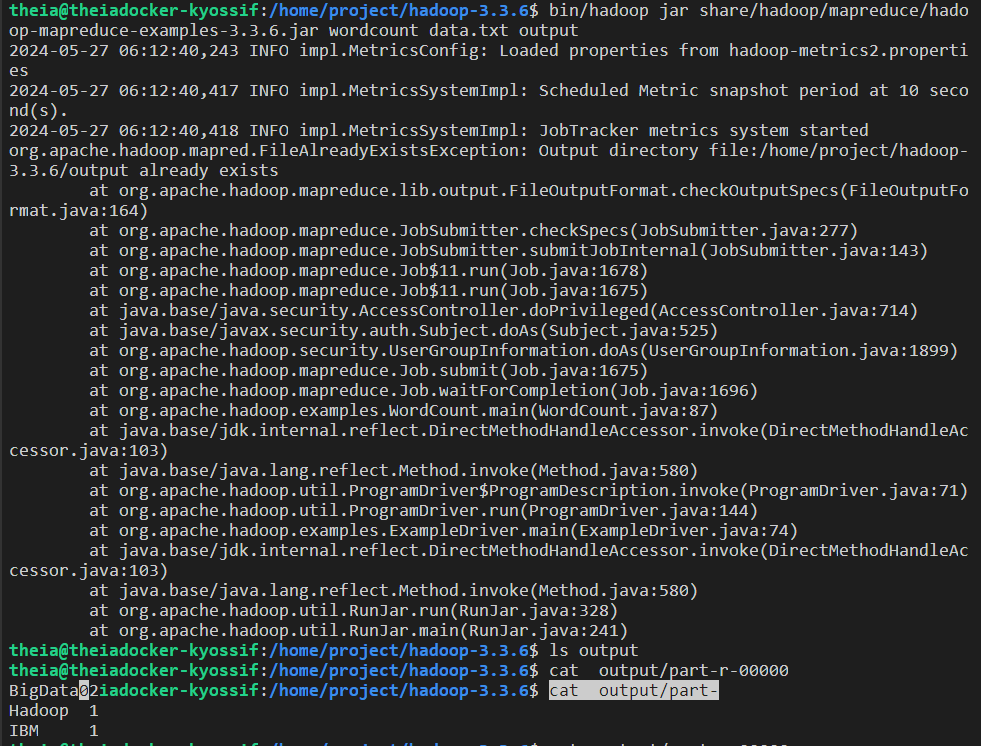 theia@theiadocker-kyossif:/home/project/hadoop-3.3.6$ bin/hadoop jar share/hadoop/mapreduce/hado
op-mapreduce-examples-3.3.6.jar wordcount data.txt output
2024-05-27 06:12:40,243 INFO impl.MetricsConfig: Loaded properties from hadoop-metrics2.properti
es
2024-05-27 06:12:40,417 INFO impl.MetricsSystemImpl: Scheduled Metric snapshot period at 10 seco
nd(s).
2024-05-27 06:12:40,418 INFO impl.MetricsSystemImpl: JobTracker metrics system started
org.apache.hadoop.mapred.FileAlreadyExistsException: Output directory file:/home/project/hadoop-
3.3.6/output already exists
        at org.apache.hadoop.mapreduce.lib.output.FileOutputFormat.checkOutputSpecs(FileOutputFo
rmat.java:164)
        at org.apache.hadoop.mapreduce.JobSubmitter.checkSpecs(JobSubmitter.java:277)
        at org.apache.hadoop.mapreduce.JobSubmitter.submitJobInternal(JobSubmitter.java:143)
        at org.apache.hadoop.mapreduce.Job$11.run(Job.java:1678)
        at org.apache.hadoop.mapreduce.Job$11.run(Job.java:1675)
        at java.base/java.security.AccessController.doPrivileged(AccessController.java:714)
        at java.base/javax.security.auth.Subject.doAs(Subject.java:525)
        at org.apache.hadoop.security.UserGroupInformation.doAs(UserGroupInformation.java:1899)
        at org.apache.hadoop.mapreduce.Job.submit(Job.java:1675)
        at org.apache.hadoop.mapreduce.Job.waitForCompletion(Job.java:1696)
        at org.apache.hadoop.examples.WordCount.main(WordCount.java:87)
        at java.base/jdk.internal.reflect.DirectMethodHandleAccessor.invoke(DirectMethodHandleAc
cessor.java:103)
        at java.base/java.lang.reflect.Method.invoke(Method.java:580)
        at org.apache.hadoop.util.ProgramDriver$ProgramDescription.invoke(ProgramDriver.java:71)
        at org.apache.hadoop.util.ProgramDriver.run(ProgramDriver.java:144)
        at org.apache.hadoop.examples.ExampleDriver.main(ExampleDriver.java:74)
        at java.base/jdk.internal.reflect.DirectMethodHandleAccessor.invoke(DirectMethodHandleAc
cessor.java:103)
        at java.base/java.lang.reflect.Method.invoke(Method.java:580)
        at org.apache.hadoop.util.RunJar.run(RunJar.java:328)
        at org.apache.hadoop.util.RunJar.main(RunJar.java:241)
theia@theiadocker-kyossif:/home/project/hadoop-3.3.6$ ls output
theia@theiadocker-kyossif:/home/project/hadoop-3.3.6$ cat  output/part-r-00000
BigData02iadocker-kyossif:/home/project/hadoop-3.3.6$ cat  output/part-
Hadoop  1
IBM     1